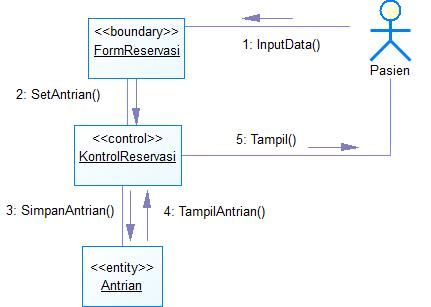 <<boundary>>
FormReservasi
1: InputData()
Pasien
2: SetAntrian()
<<control>>
KontrolReservasi
5: Tampil()
3: SimpanAntrian()
4: TampilAntrian()
<<entity>>
Antrian